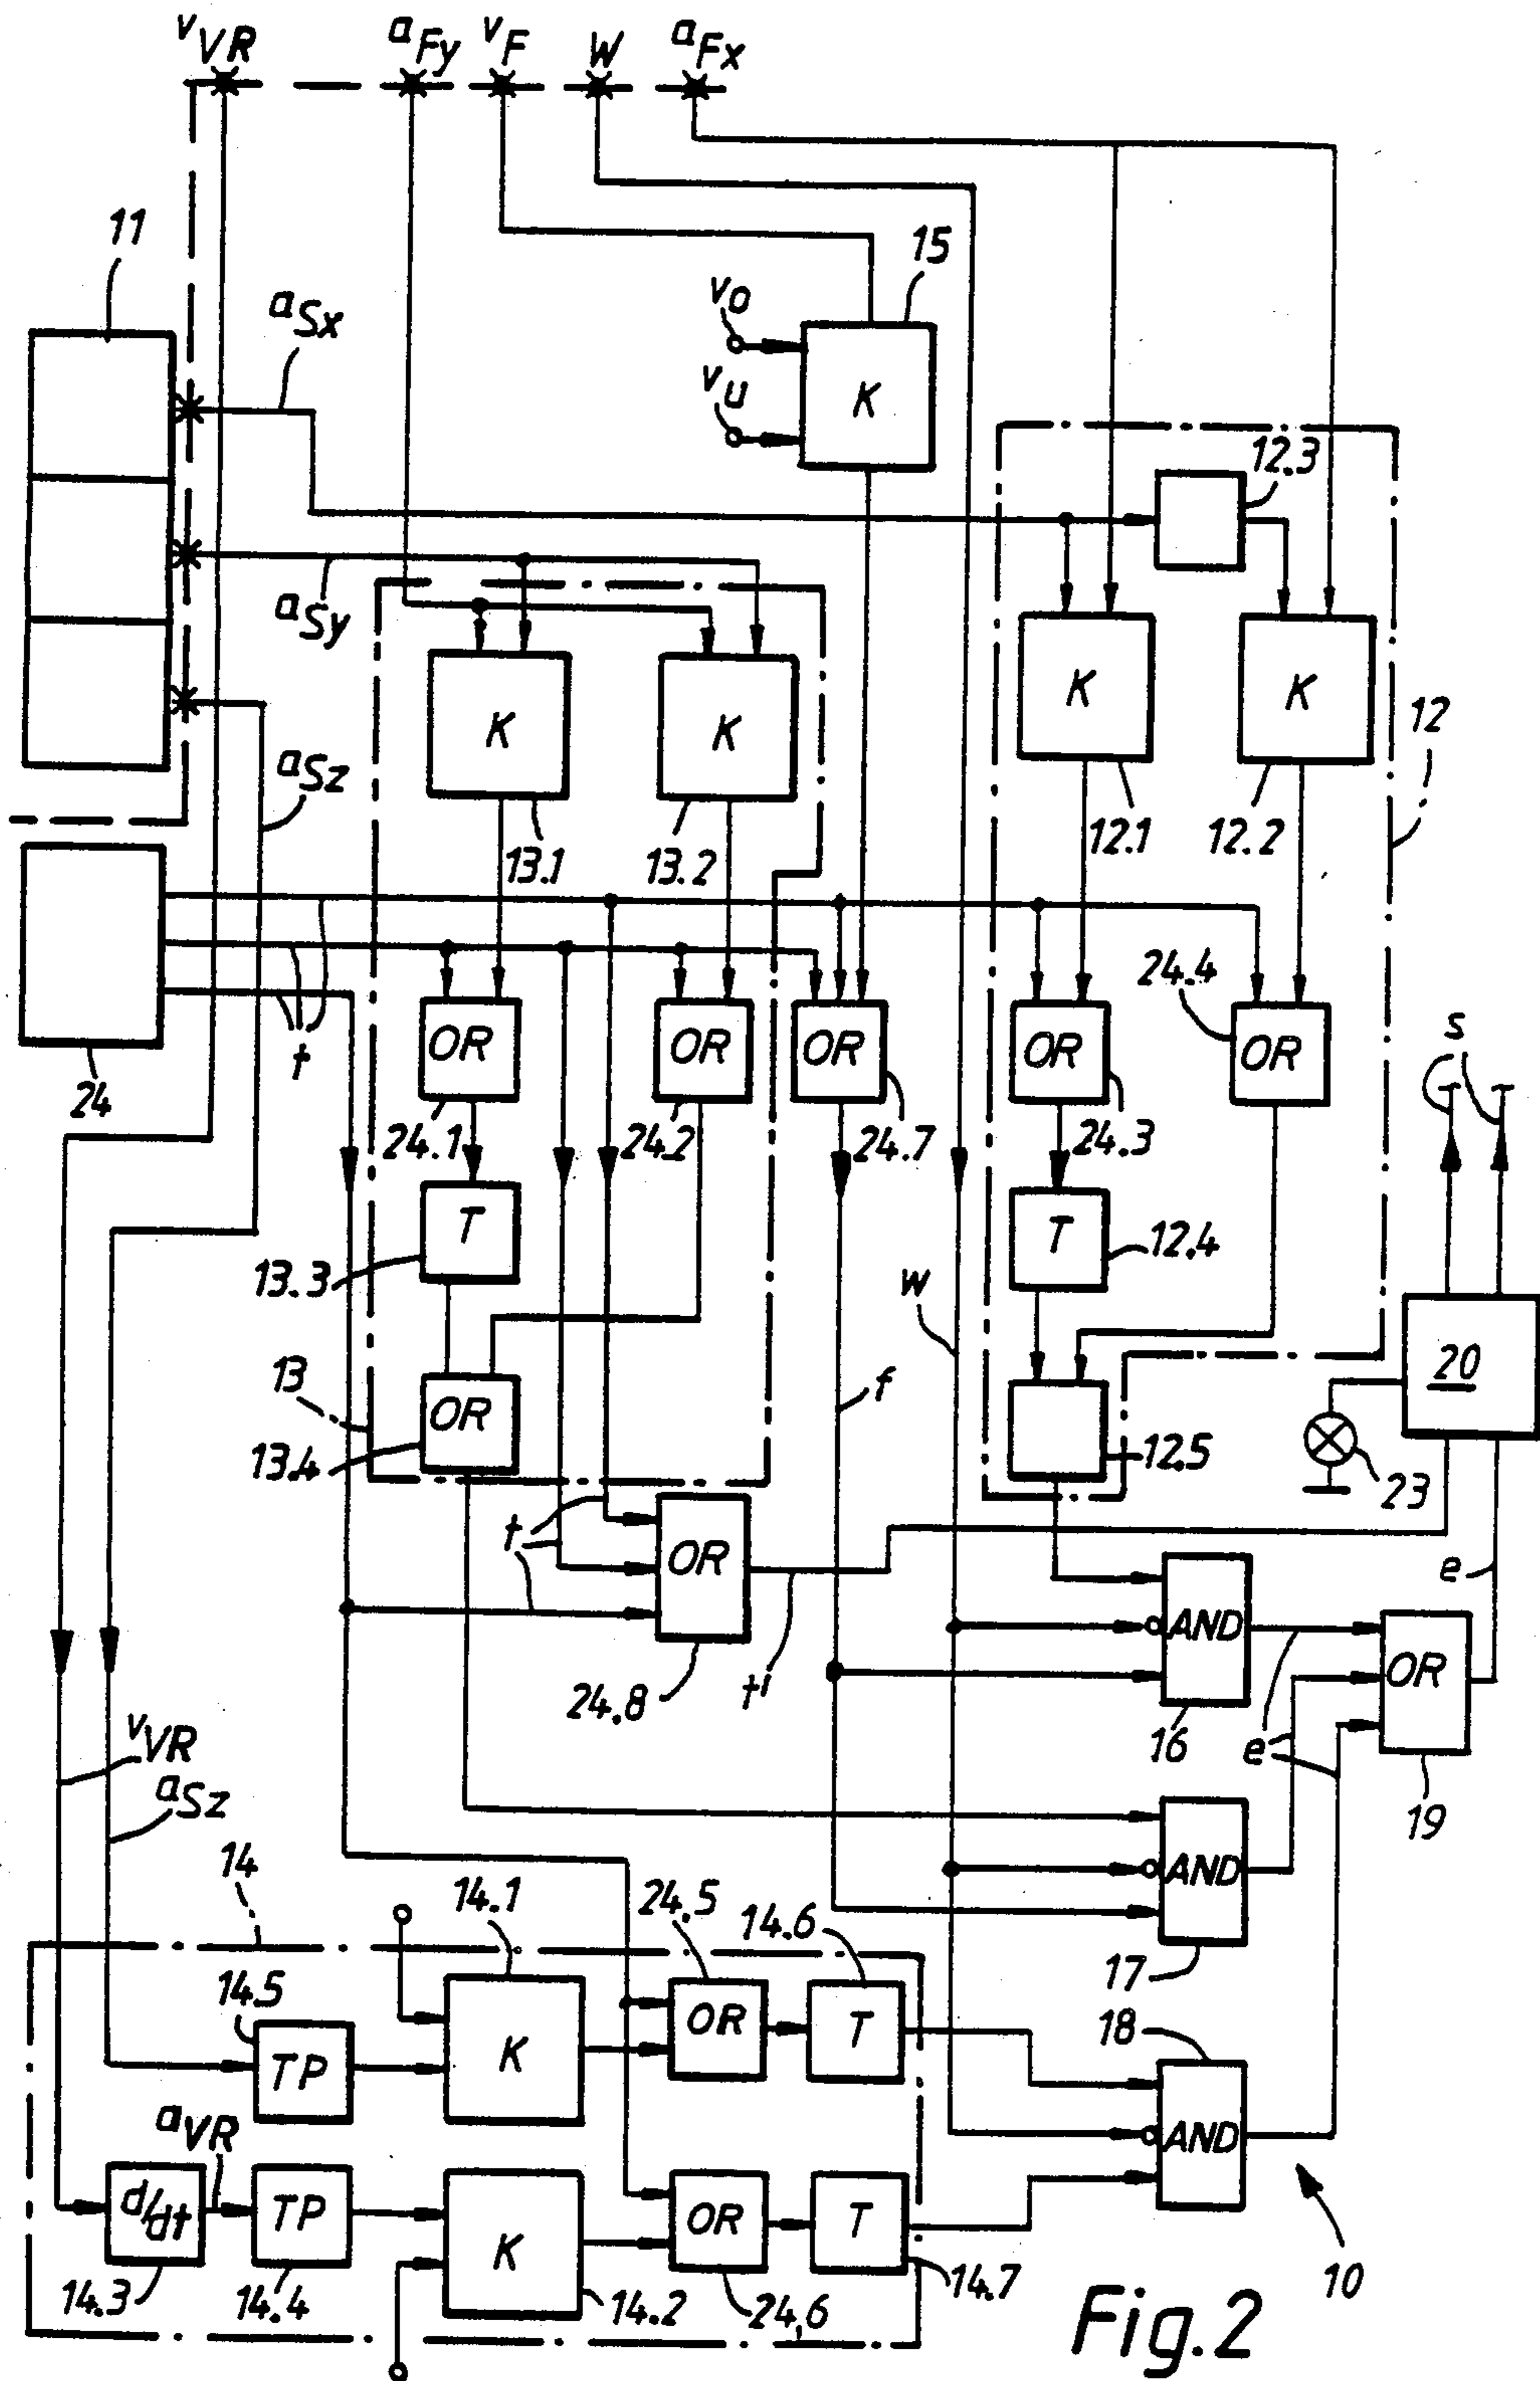 vVR aFy vF W aFx
11
15
aSx
vO
vU
K
12.3
aSy
K K K K
12
aSz
13.1 13.2 12.1 12.2
24.4
OR OR OR OR OR
s
t
24
24.1 24.2 24.7 24.3
T T
13.3 12.4
w
20
13
f
OR
13.4 12.5
23
t OR
AND e
OR
24.8 t' 16 e
vVR
aSz
19
AND
14 14.1 24.5 14.6
17
14.5 OR T 18
TP K
aVR AND
d/dt TP K OR T
14.3 14.4 14.2 24,6 14.7 10
Fig.2